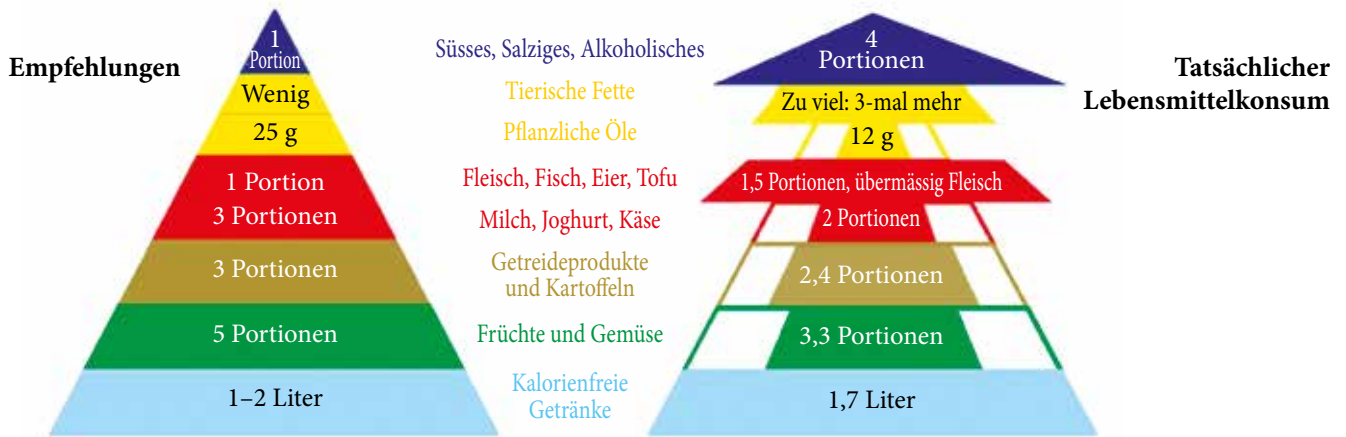 Empfehlungen
1
Portion
Wenig
25 g
1 Portion
3 Portionen
3 Portionen
5 Portionen
1–2 Liter
Süsses, Salziges, Alkoholisches
Tierische Fette
Pflanzliche Öle
Fleisch, Fisch, Eier, Tofu
Milch, Joghurt, Käse
Getreideprodukte
und Kartoffeln
Früchte und Gemüse
Kalorienfreie
Getränke
4
Portionen
Zu viel: 3-mal mehr
12 g
1,5 Portionen, übermässig Fleisch
2 Portionen
2,4 Portionen
3,3 Portionen
1,7 Liter
Tatsächlicher
Lebensmittelkonsum